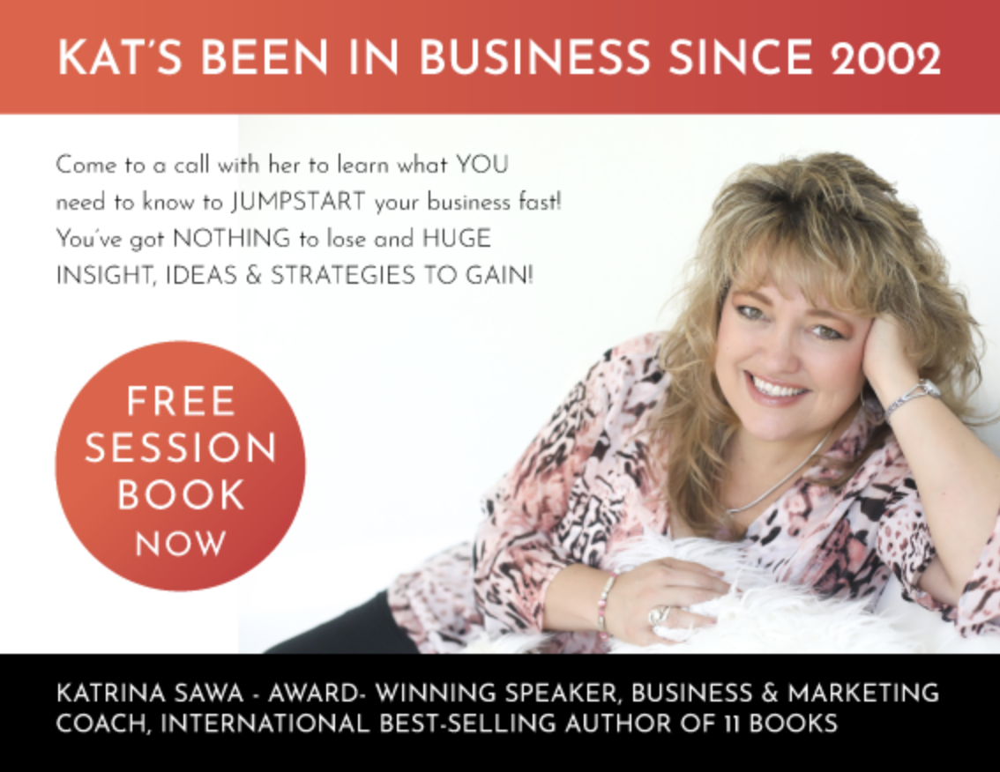 KAT'S BEEN IN BUSINESS SINCE 2002
Come to a call with her to learn what YOU
need to know to JUMPSTART your business fast!
You've got NOTHING to lose and HUGE
INSIGHT, IDEAS & STRATEGIES TO GAIN!
FREE
SESSION
BOOK
NOW
KATRINA SAWA - AWARD- WINNING SPEAKER, BUSINESS & MARKETING
COACH, INTERNATIONAL BEST-SELLING AUTHOR OF 11 BOOKS